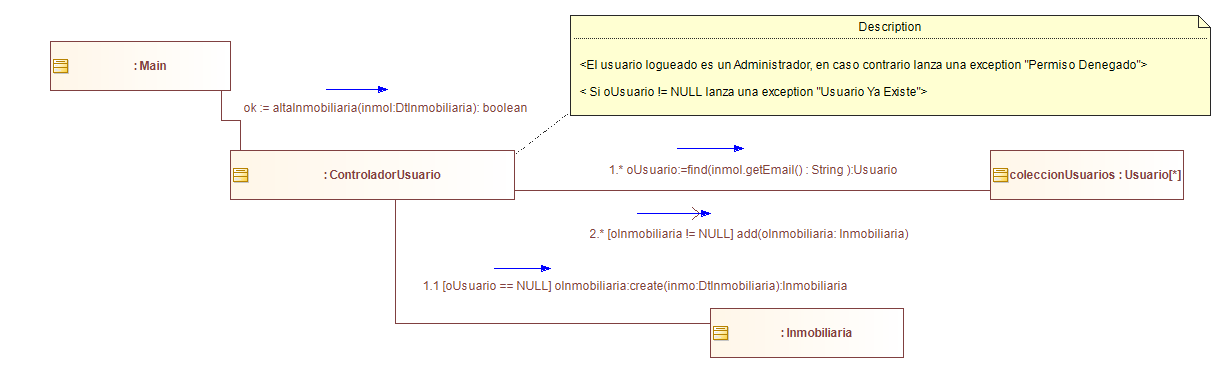 Description
<El usuario logueado es un Administrador, en caso contrario lanza una exception "Permiso Denegado">
< Si oUsuario != NULL lanza una exception "Usuario Ya Existe">
: Main
ok := altaInmobiliaria(inmol:DtInmobiliaria): boolean
: ControladorUsuario
1.* oUsuario:=find(inmol.getEmail() : String ):Usuario
coleccionUsuarios : Usuario[*]
2.* [oInmobiliaria != NULL] add(oInmobiliaria: Inmobiliaria)
1.1 [oUsuario == NULL] oInmobiliaria:create(inmo:DtInmobiliaria):Inmobiliaria
: Inmobiliaria